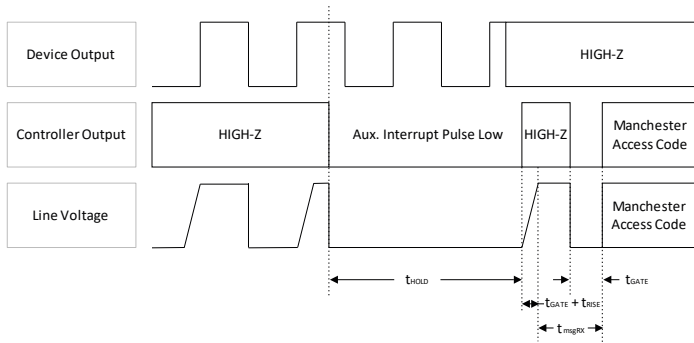 Device Output
HIGH-Z
Controller Output
HIGH-Z
Aux. Interrupt Pulse Low
HIGH-Z
Manchester
Access Code
Line Voltage
Manchester
Access Code
tHOLD
tGATE
tGATE + tRISE
tmsgRX